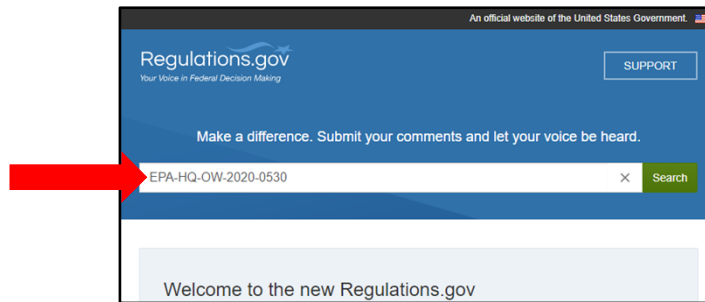 An official website of the United States Government.
Regulations.gov
Your Voice in Federal Decision Making
SUPPORT
Make a difference. Submit your comments and let your voice be heard.
EPA-HQ-OW-2020-0530
Search
Welcome to the new Regulations.gov